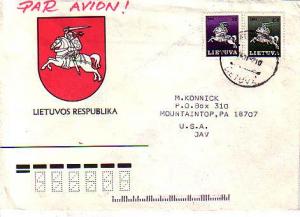 PAR AVION!
LIETUVA
LIETUVA
LIETUVOS RESPUBLIKA
M.KONNICK
P.O.Box 310
MOUNTAINTOP,PA 18707
U.S.A.
JAV